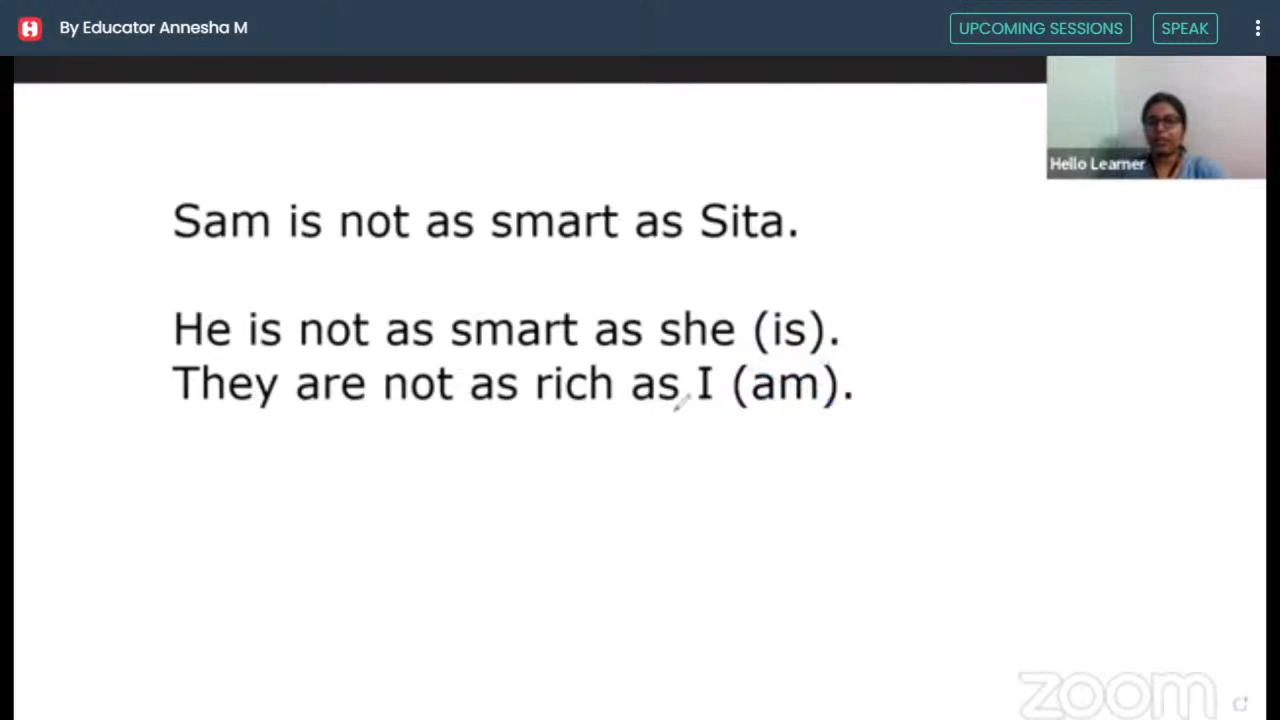 By Educator Annesha M
UPCOMING SESSIONS
SPEAK
Hello Learner
Sam is not as smart as Sita.
He is not as smart as she (is).
They are not as rich as I (am).
zoom